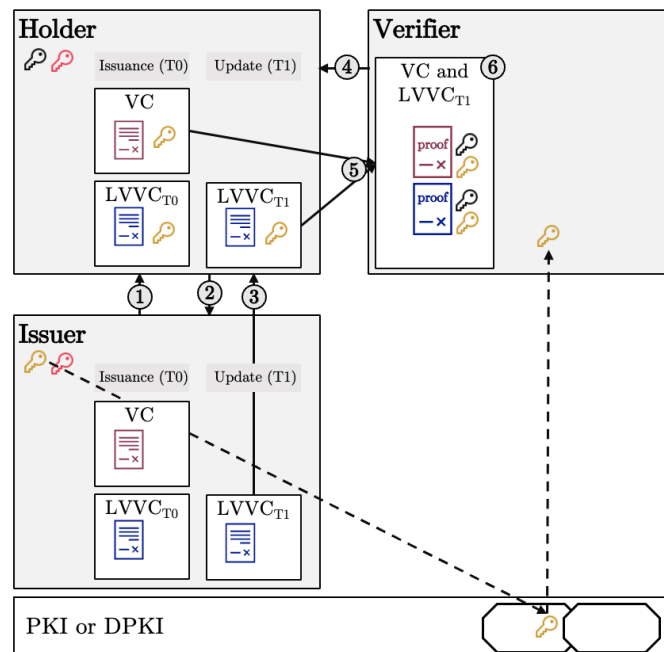 Holder
Verifier
Issuance (T0)
Update (T1)
VC
LVVC_T0
LVVC_T1
4
VC and
LVVC_T1
6
proof
proof
5
1
2
3
Issuer
Issuance (T0)
Update (T1)
VC
LVVC_T0
LVVC_T1
PKI or DPKI